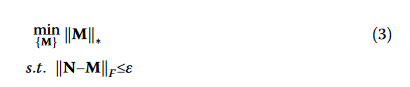 min ‖M‖* (3)
{M}
s.t. ‖N–M‖F≤ε